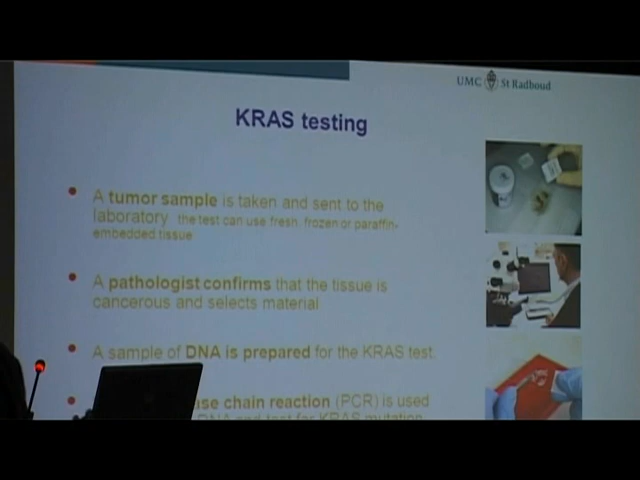 UMC St Radboud
KRAS testing
A tumor sample is taken and sent to the
laboratory the test can use fresh, frozen or paraffin-
embedded tissue
A pathologist confirms that the tissue is
cancerous and selects material
A sample of DNA is prepared for the KRAS test.
ase chain reaction (PCR) is used
DNA and test for KRAS mutation